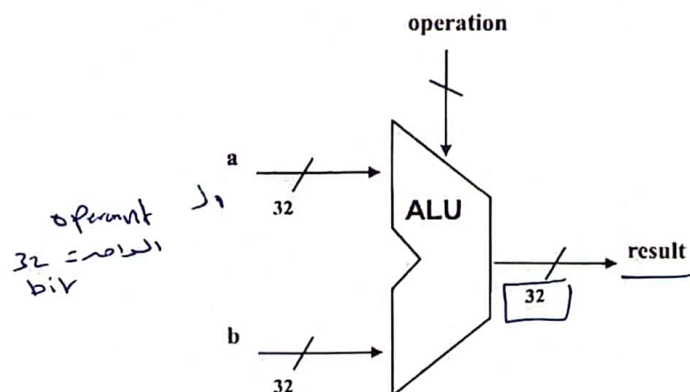 operation
a
32
ALU
ال operant
الواحد = 32
bit
result
32
b
32